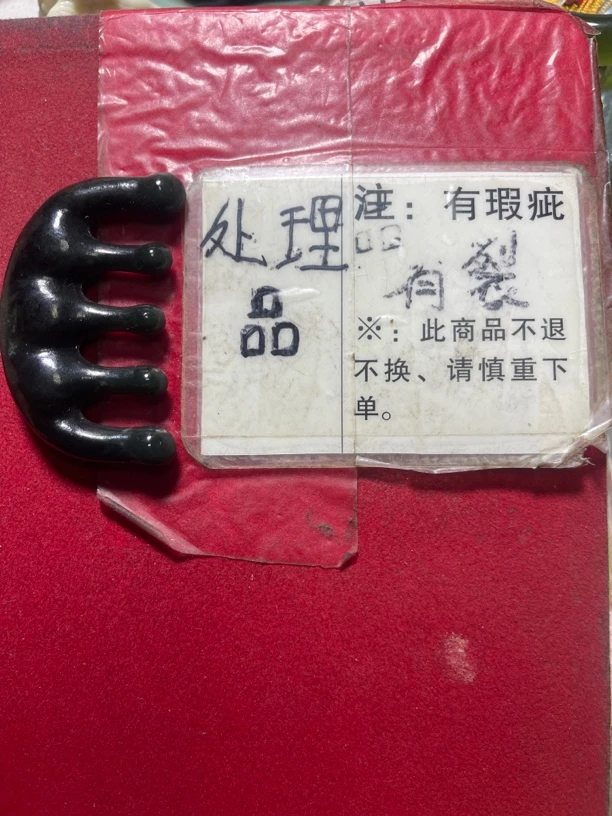 处理
品
注：有瑕疵
有裂
※：此商品不退
不换、请慎重下
单。